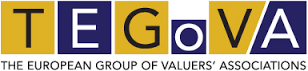 TEGoVA
THE EUROPEAN GROUP OF VALUERS' ASSOCIATIONS